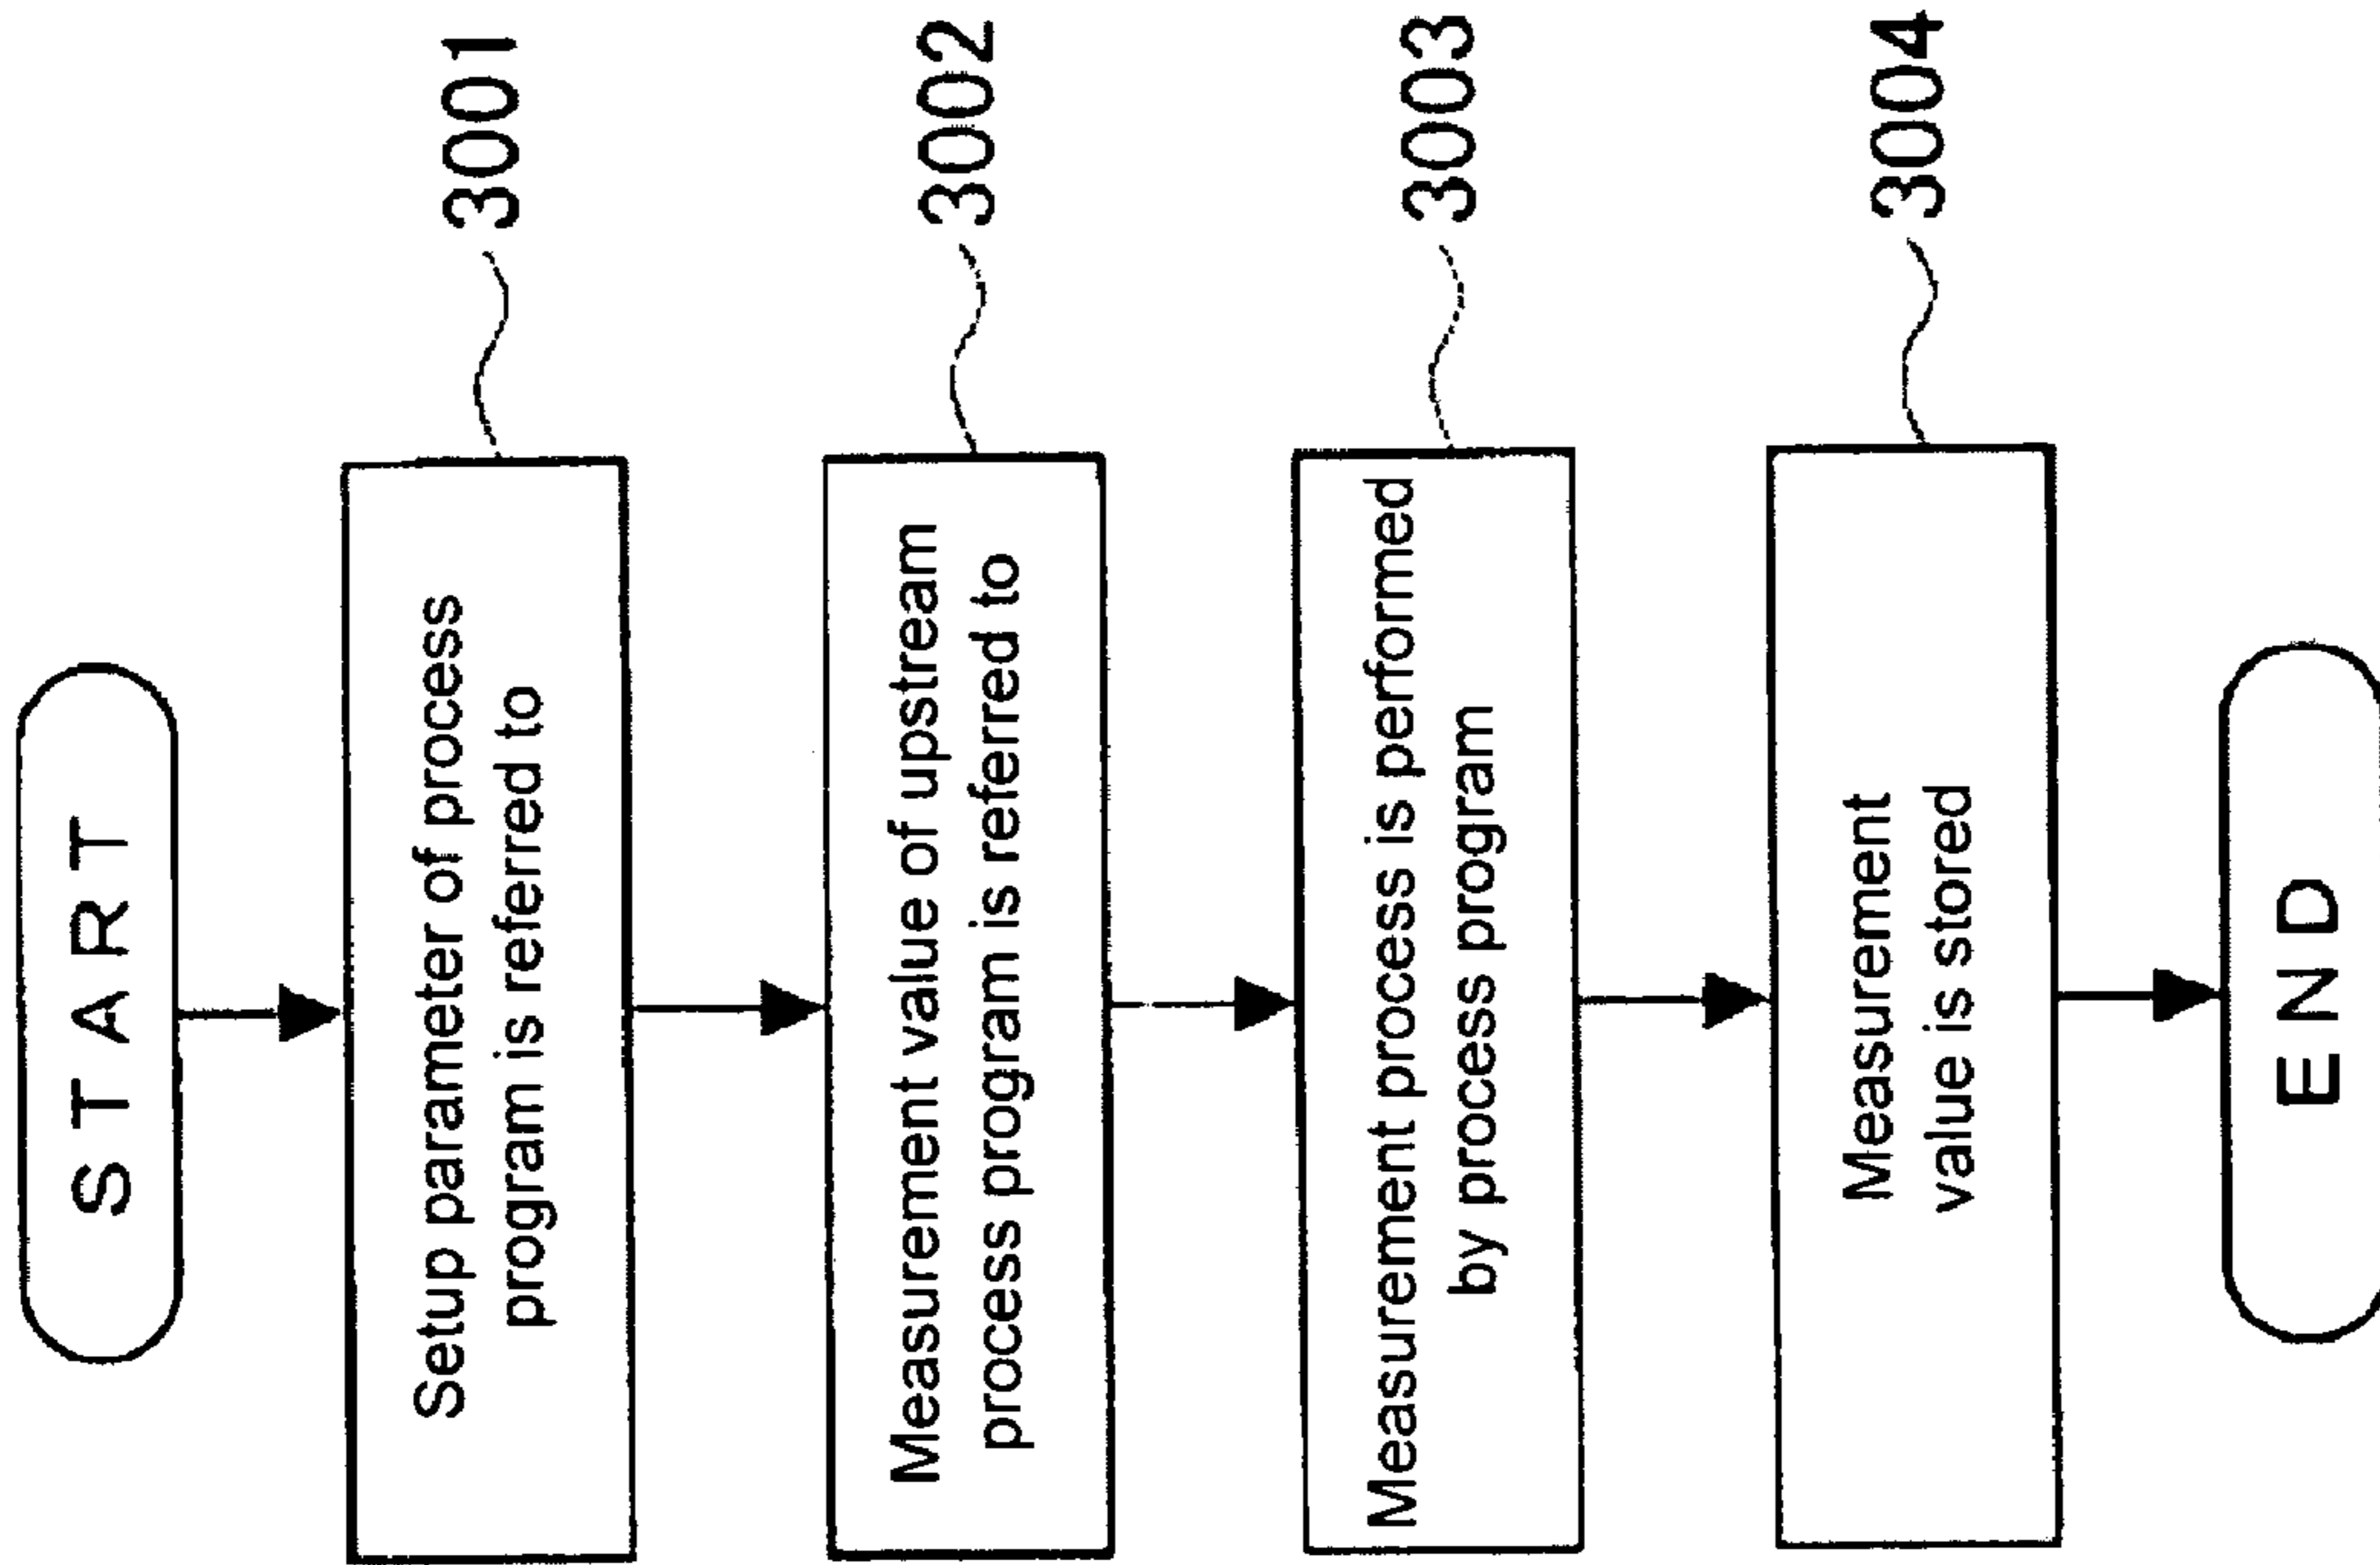 START
Setup parameter of process
program is referred to
3001
Measurement value of upstream
process program is referred to
3002
Measurement process is performed
by process program
3003
Measurement
value is stored
3004
END